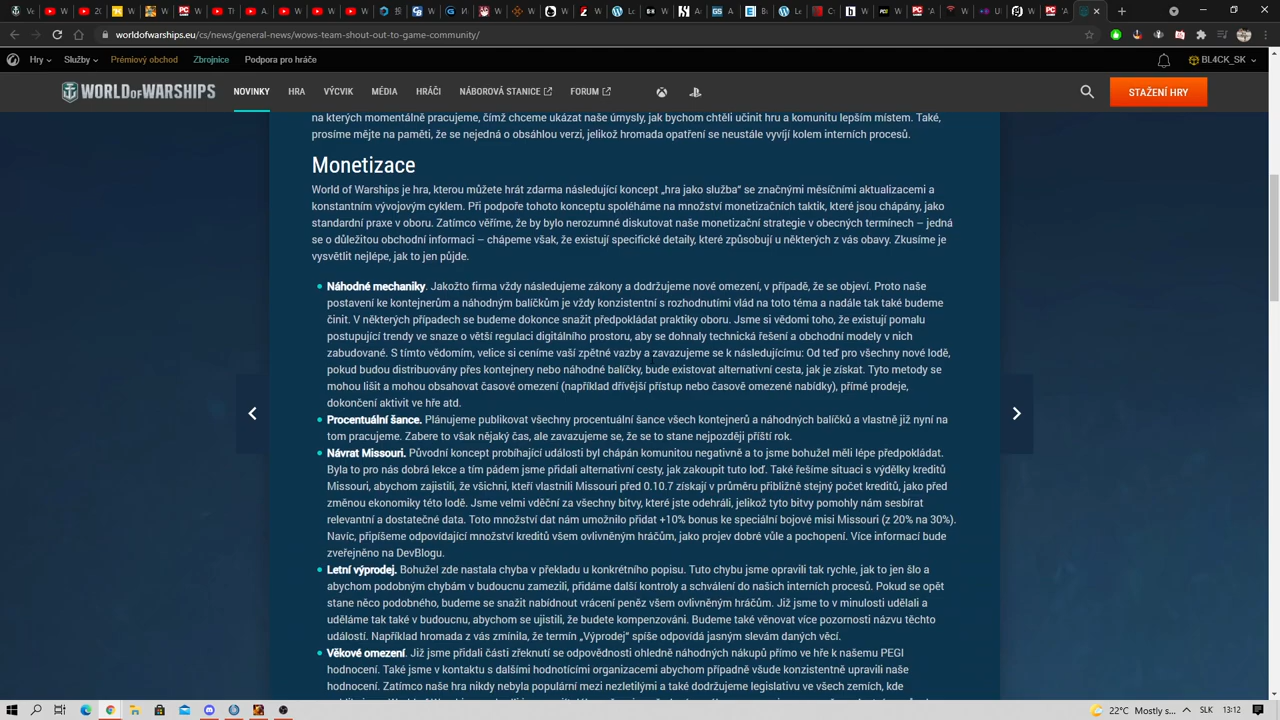 worldofwarships.eu/cs/news/general-news/wows-team-shout-out-to-game-community/
Hry Služby Prémiový obchod Zbrojnice Podpora pro hráče BL4CK_SK
WORLD OF WARSHIPS NOVINKY HRA VÝCVIK MÉDIA HRÁČI NÁBOROVÁ STANICE FORUM STAŽENÍ HRY
na kterých momentálně pracujeme, čímž chceme ukázat naše úmysly, jak bychom chtěli učinit hru a komunitu lepším místem. Také,
prosíme mějte na paměti, že se nejedná o obsáhlou verzi, jelikož hromada opatření se neustále vyvíjí kolem interních procesů.
Monetizace
World of Warships je hra, kterou můžete hrát zdarma následující koncept „hra jako služba“ se značnými měsíčními aktualizacemi a
konstantním vývojovým cyklem. Při podpoře tohoto konceptu spoléháme na množství monetizačních taktik, které jsou chápány, jako
standardní praxe v oboru. Zatímco věříme, že by bylo nerozumné diskutovat naše monetizační strategie v obecných termínech – jedná
se o důležitou obchodní informaci – chápeme však, že existují specifické detaily, které způsobují u některých z vás obavy. Zkusíme je
vysvětlit nejlépe, jak to jen půjde.
Náhodné mechaniky. Jakožto firma vždy následujeme zákony a dodržujeme nové omezení, v případě, že se objeví. Proto naše
postavení ke kontejnerům a náhodným balíčkům je vždy konzistentní s rozhodnutími vlád na toto téma a nadále tak také budeme
činit. V některých případech se budeme dokonce snažit předpokládat praktiky oboru. Jsme si vědomi toho, že existují pomalu
postupující trendy ve snaze o větší regulaci digitálního prostoru, aby se dohnaly technická řešení a obchodní modely v nich
zabudované. S tímto vědomím, velice si ceníme vaší zpětné vazby a zavazujeme se k následujícímu: Od teď pro všechny nové lodě,
pokud budou distribuovány přes kontejnery nebo náhodné balíčky, bude existovat alternativní cesta, jak je získat. Tyto metody se
mohou lišit a mohou obsahovat časové omezení (například dřívější přístup nebo časově omezené nabídky), přímé prodeje,
dokončení aktivit ve hře atd.
Procentuální šance. Plánujeme publikovat všechny procentuální šance všech kontejnerů a náhodných balíčků a vlastně již nyní na
tom pracujeme. Zabere to však nějaký čas, ale zavazujeme se, že se to stane nejpozději příští rok.
Návrat Missouri. Původní koncept probíhající události byl chápán komunitou negativně a to jsme bohužel měli lépe předpokládat.
Byla to pro nás dobrá lekce a tím pádem jsme přidali alternativní cesty, jak zakoupit tuto loď. Také řešíme situaci s výdělky kreditů
Missouri, abychom zajistili, že všichni, kteří vlastnili Missouri před 0.10.7 získají v průměru přibližně stejný počet kreditů, jako před
změnou ekonomiky této lodě. Jsme velmi vděční za všechny bitvy, které jste odehráli, jelikož tyto bitvy pomohly nám sesbírat
relevantní a dostatečné data. Toto množství dat nám umožnilo přidat +10% bonus ke speciální bojové misi Missouri (z 20% na 30%).
Navíc, připíšeme odpovídající množství kreditů všem ovlivněným hráčům, jako projev dobré vůle a pochopení. Více informací bude
zveřejněno na DevBlogu.
Letní výprodej. Bohužel zde nastala chyba v překladu u konkrétního popisu. Tuto chybu jsme opravili tak rychle, jak to jen šlo a
abychom podobným chybám v budoucnu zamezili, přidáme další kontroly a schválení do našich interních procesů. Pokud se opět
stane něco podobného, budeme se snažit nabídnout vrácení peněz všem ovlivněným hráčům. Již jsme to v minulosti udělali a
uděláme tak také v budoucnu, abychom se ujistili, že budete kompenzováni. Budeme také věnovat více pozornosti názvu těchto
událostí. Například hromada z vás zmínila, že termín „Výprodej“ spíše odpovídá jasným slevám daných věcí.
Věkové omezení. Již jsme přidali části zřeknutí se odpovědnosti ohledně náhodných nákupů přímo ve hře k našemu PEGI
hodnocení. Také jsme v kontaktu s dalšími hodnotícími organizacemi abychom případně všude konzistentně upravili naše
hodnocení. Zatímco naše hra nikdy nebyla populární mezi nezletilými a také dodržujeme legislativu ve všech zemích, kde
22°C Mostly s... SLK 13:12